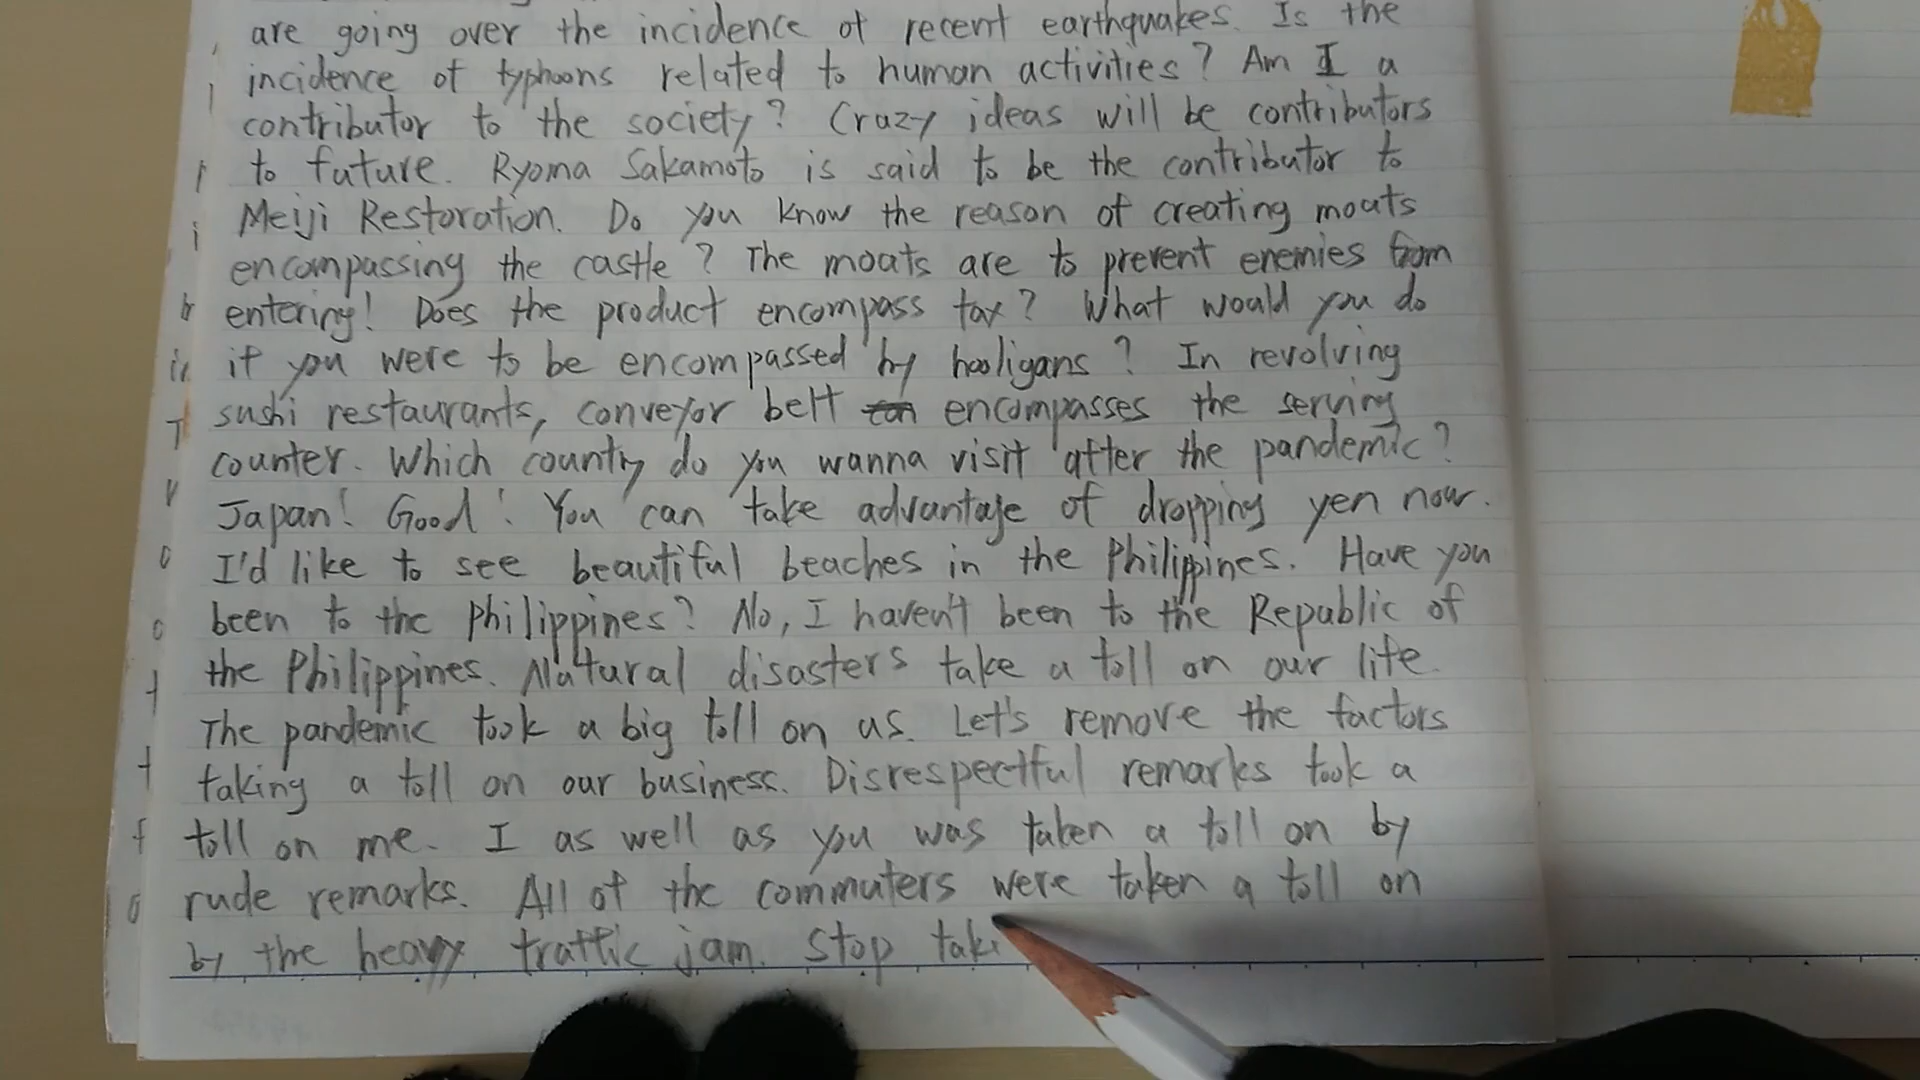 are going over the incidence of recent earthquakes. Is the
incidence of typhoons related to human activities? Am I a
contributor to the society? Crazy ideas will be contributors
to future. Ryoma Sakamoto is said to be the contributor to
Meiji Restoration. Do you know the reason of creating moats
encompassing the castle? The moats are to prevent enemies from
entering! Does the product encompass tax? What would you do
if you were to be encompassed by hooligans? In revolving
sushi restaurants, conveyor belt encompasses the serving
counter. Which country do you wanna visit after the pandemic?
Japan! Good! You can take advantage of dropping yen now.
I'd like to see beautiful beaches in the Philippines. Have you
been to the Philippines? No, I haven't been to the Republic of
the Philippines. Natural disasters take a toll on our life.
The pandemic took a big toll on us. Let's remove the factors
taking a toll on our business. Disrespectful remarks took a
toll on me. I as well as you was taken a toll on by
rude remarks. All of the commuters were taken a toll on
by the heavy traffic jam. Stop taki